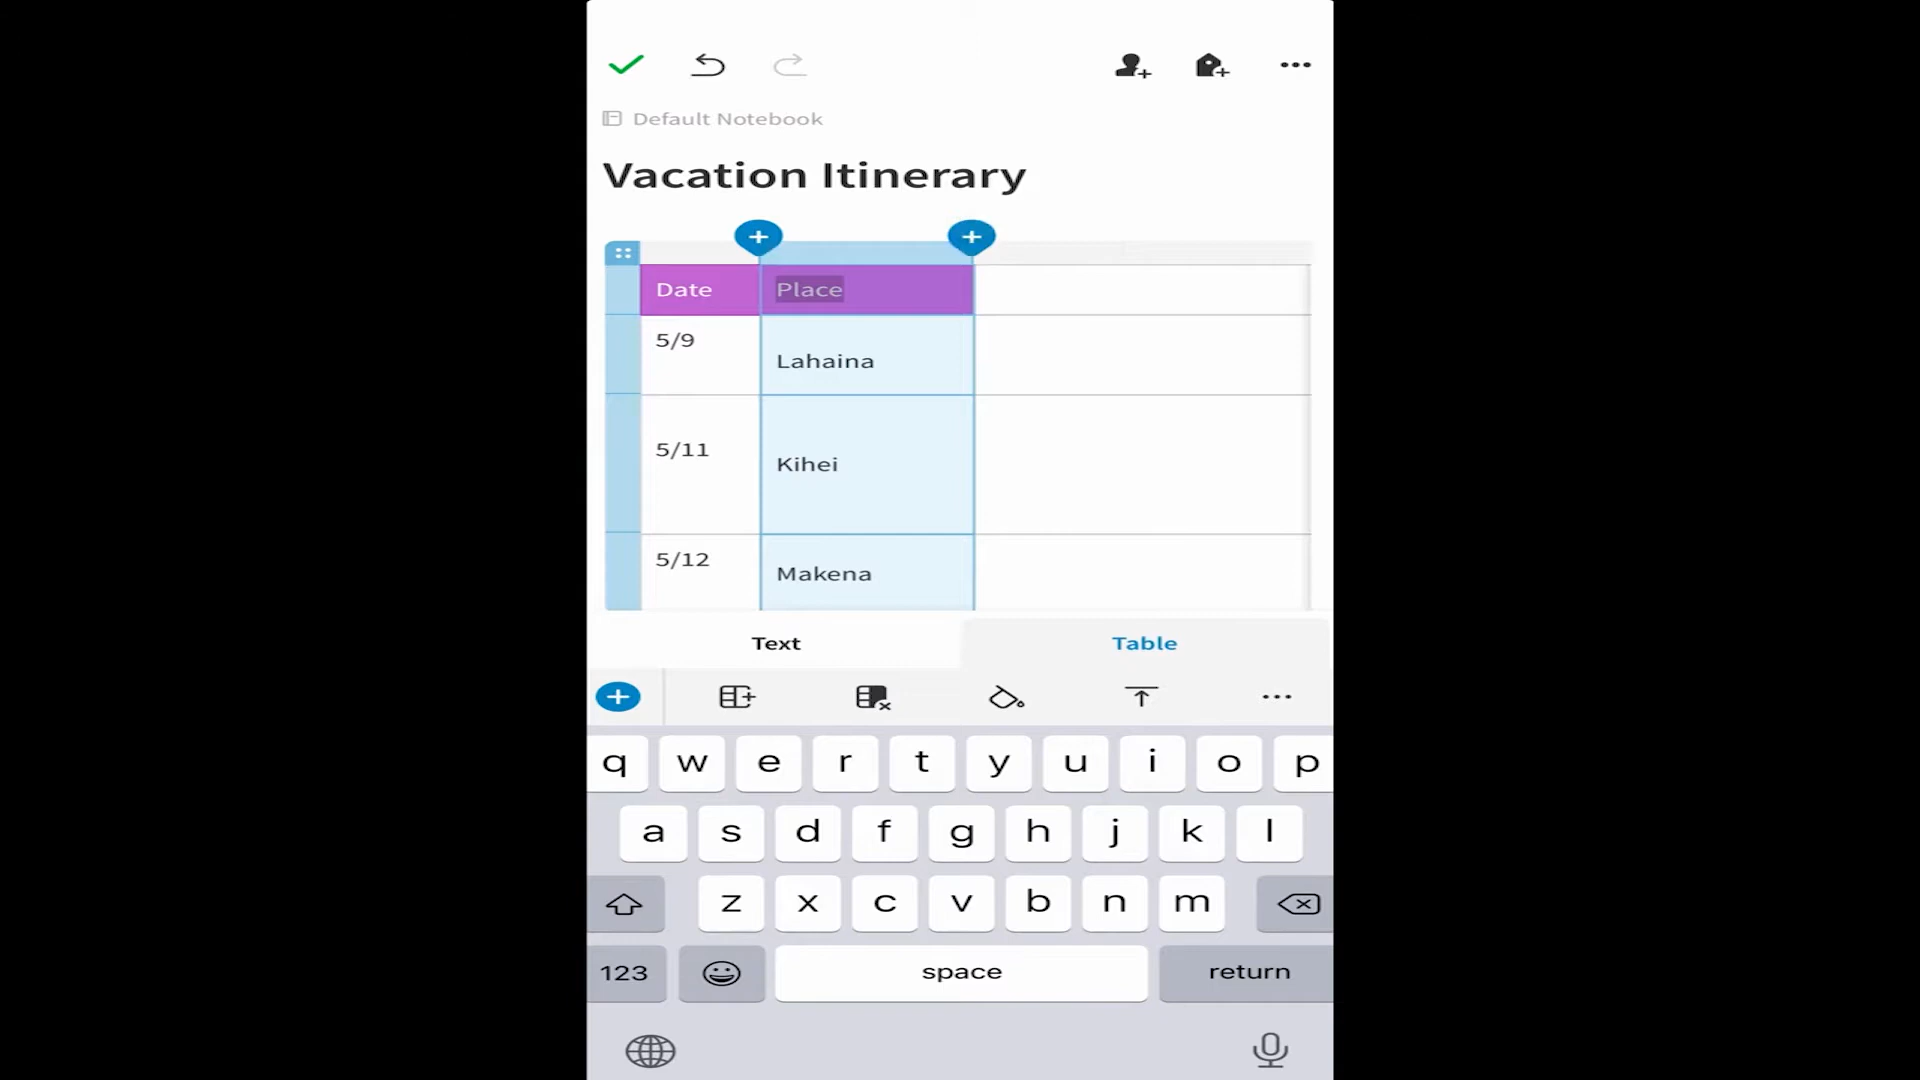 Default Notebook
Vacation Itinerary
Date Place
5/9 Lahaina
5/11 Kihei
5/12 Makena
Text Table
q w e r t y u i o p
a s d f g h j k l
z x c v b n m
123 space return